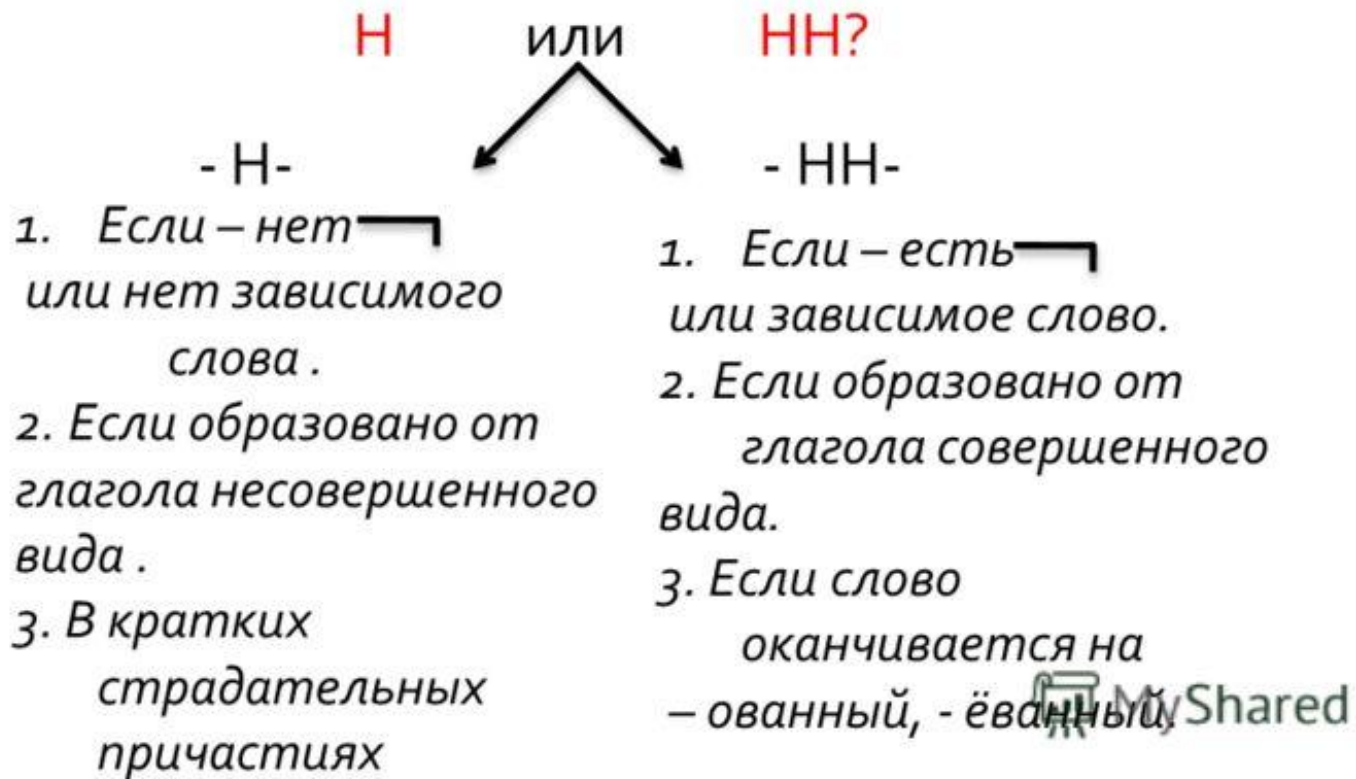 Н или НН?
- Н-
1. Если – нет
или нет зависимого
слова .
2. Если образовано от
глагола несовершенного
вида .
3. В кратких
страдательных
причастиях
- НН-
1. Если – есть
или зависимое слово.
2. Если образовано от
глагола совершенного
вида.
3. Если слово
оканчивается на
– ованный, - ёванный.
MyShared